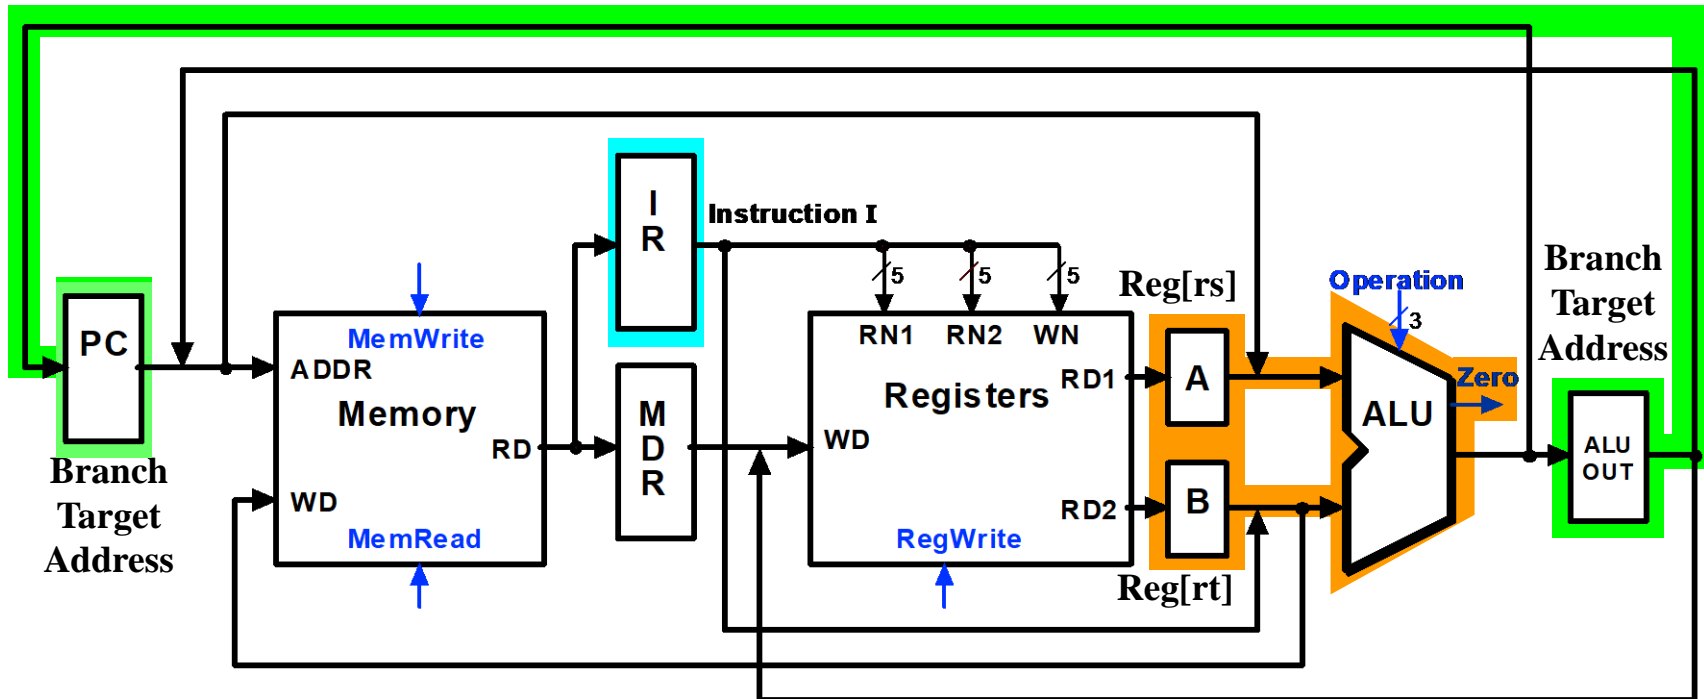 I
R
Instruction I
5
5
5
Reg[rs]
Operation
3
Branch
Target
Address
PC
MemWrite
ADDR
Memory
RD
WD
MemRead
M
D
R
RN1 RN2 WN
RD1
Registers
WD
RD2
RegWrite
A
B
Reg[rt]
Zero
ALU
ALU
OUT
Branch
Target
Address